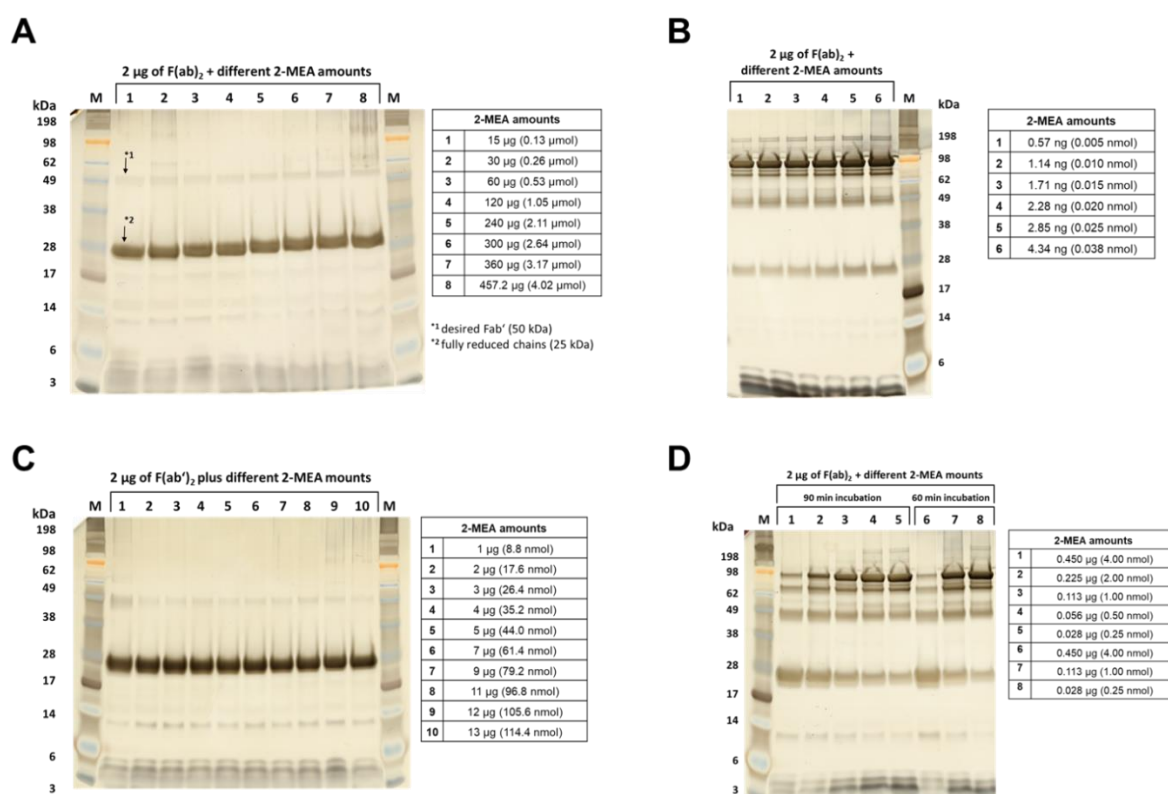 A
2 µg of F(ab)2 + different 2-MEA amounts
kDa M 1 2 3 4 5 6 7 8 M
198
98
62
49
38
28
17
14
6
3
*1
*2
2-MEA amounts
1 15 µg (0.13 µmol)
2 30 µg (0.26 µmol)
3 60 µg (0.53 µmol)
4 120 µg (1.05 µmol)
5 240 µg (2.11 µmol)
6 300 µg (2.64 µmol)
7 360 µg (3.17 µmol)
8 457.2 µg (4.02 µmol)
*1 desired Fab' (50 kDa)
*2 fully reduced chains (25 kDa)
B
2 µg of F(ab)2 +
different 2-MEA amounts
1 2 3 4 5 6 M kDa
198
98
62
49
38
28
17
14
6
2-MEA amounts
1 0.57 ng (0.005 nmol)
2 1.14 ng (0.010 nmol)
3 1.71 ng (0.015 nmol)
4 2.28 ng (0.020 nmol)
5 2.85 ng (0.025 nmol)
6 4.34 ng (0.038 nmol)
C
2 µg of F(ab')2 plus different 2-MEA mounts
kDa M 1 2 3 4 5 6 7 8 9 10 M
198
98
62
49
38
28
17
14
6
3
2-MEA amounts
1 1 µg (8.8 nmol)
2 2 µg (17.6 nmol)
3 3 µg (26.4 nmol)
4 4 µg (35.2 nmol)
5 5 µg (44.0 nmol)
6 7 µg (61.4 nmol)
7 9 µg (79.2 nmol)
8 11 µg (96.8 nmol)
9 12 µg (105.6 nmol)
10 13 µg (114.4 nmol)
D
2 µg of F(ab)2 + different 2-MEA mounts
90 min incubation 60 min incubation
kDa M 1 2 3 4 5 6 7 8
198
98
62
49
38
28
17
14
6
3
2-MEA amounts
1 0.450 µg (4.00 nmol)
2 0.225 µg (2.00 nmol)
3 0.113 µg (1.00 nmol)
4 0.056 µg (0.50 nmol)
5 0.028 µg (0.25 nmol)
6 0.450 µg (4.00 nmol)
7 0.113 µg (1.00 nmol)
8 0.028 µg (0.25 nmol)